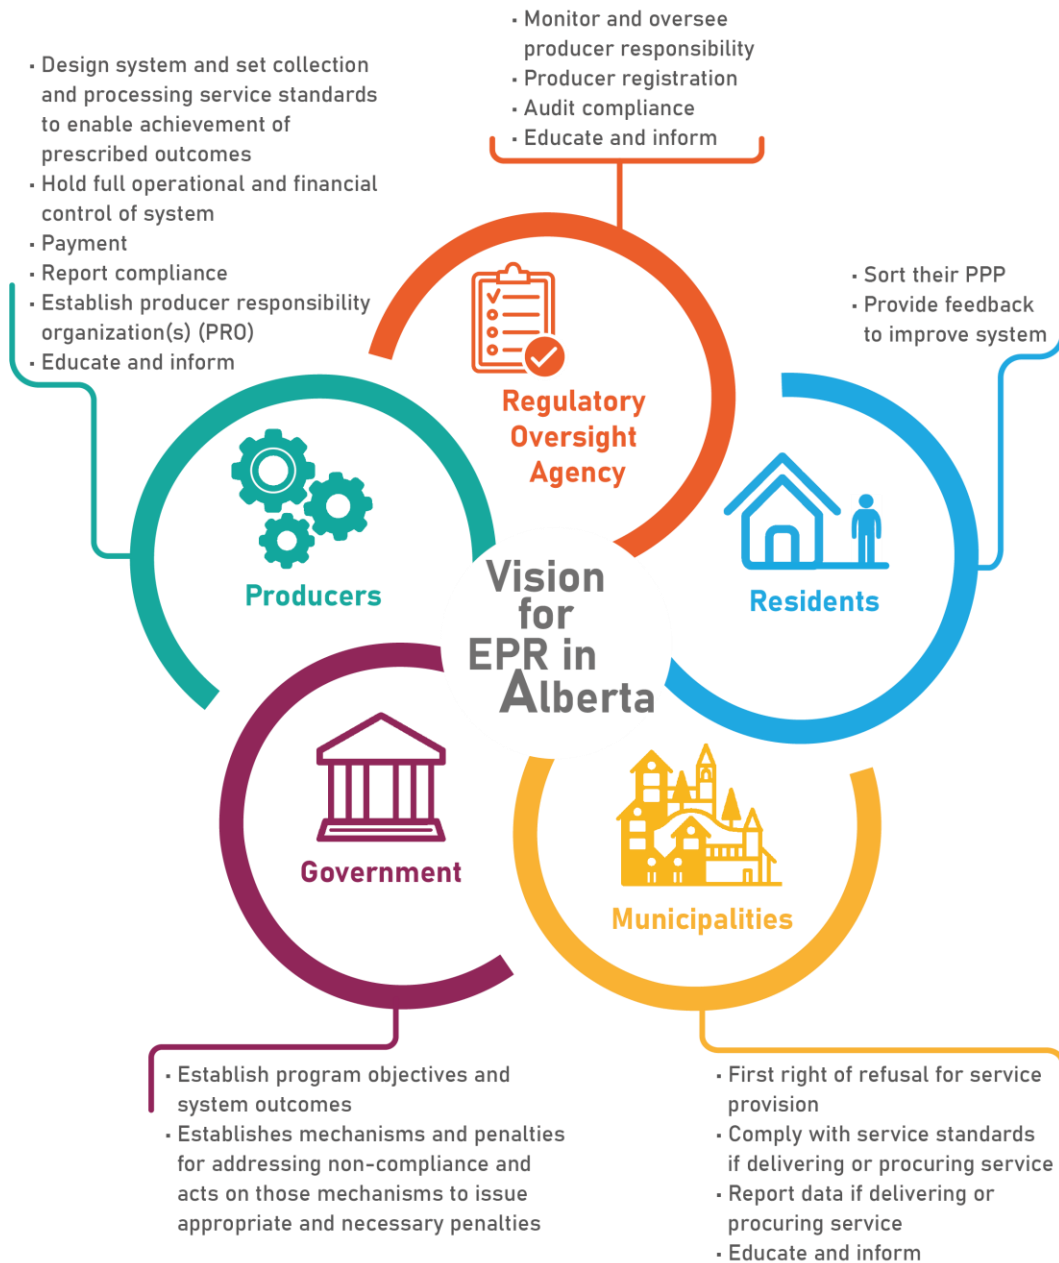 · Monitor and oversee
producer responsibility
· Producer registration
· Audit compliance
· Educate and inform
· Design system and set collection
and processing service standards
to enable achievement of
prescribed outcomes
· Hold full operational and financial
control of system
· Payment
· Report compliance
· Establish producer responsibility
organization(s) (PRO)
· Educate and inform
· Sort their PPP
· Provide feedback
to improve system
Regulatory
Oversight
Agency
Producers
Residents
Vision
for
EPR in
Alberta
Government
Municipalities
· Establish program objectives and
system outcomes
· Establishes mechanisms and penalties
for addressing non-compliance and
acts on those mechanisms to issue
appropriate and necessary penalties
· First right of refusal for service
provision
· Comply with service standards
if delivering or procuring service
· Report data if delivering or
procuring service
· Educate and inform